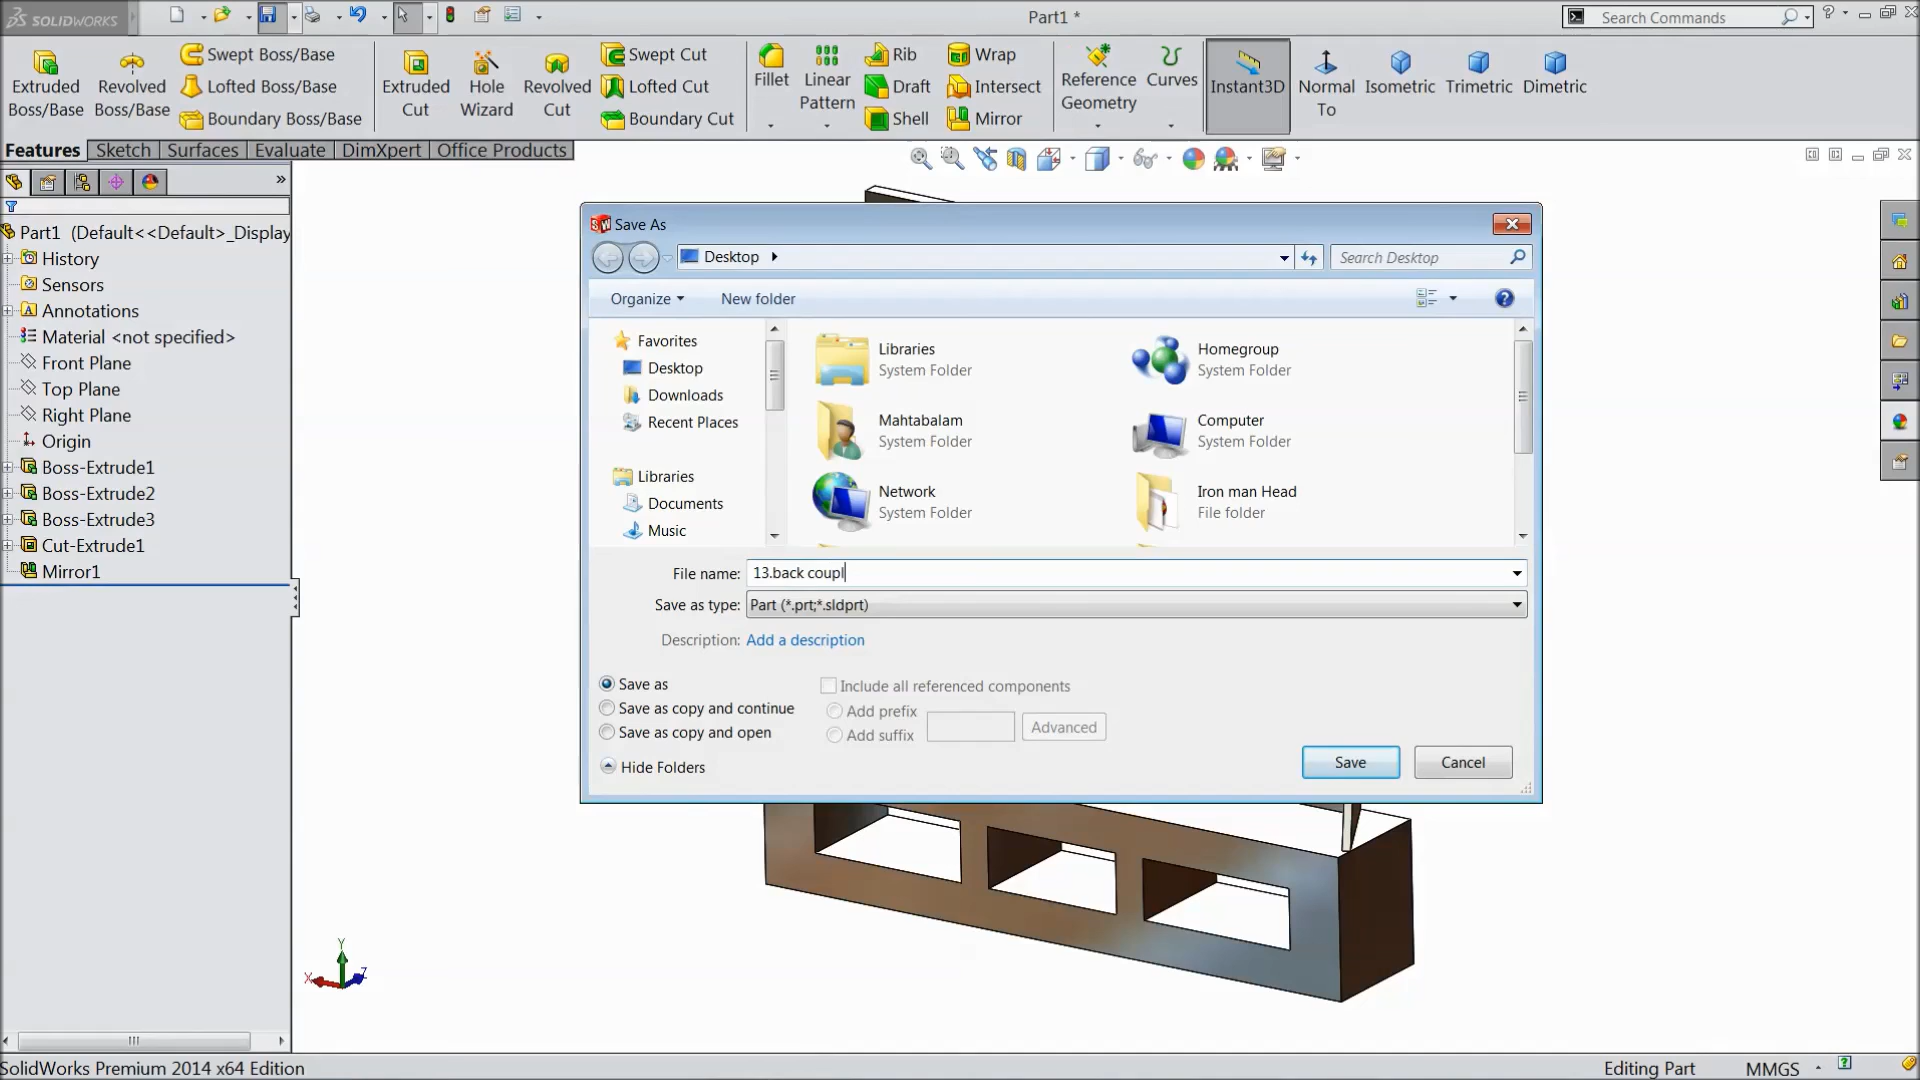 SOLIDWORKS
Part1 *
Search Commands
Extruded Boss/Base
Revolved Boss/Base
Swept Boss/Base
Lofted Boss/Base
Boundary Boss/Base
Extruded Cut
Hole Wizard
Revolved Cut
Swept Cut
Lofted Cut
Boundary Cut
Fillet
Linear Pattern
Rib
Draft
Shell
Wrap
Intersect
Mirror
Reference Geometry
Curves
Instant3D
Normal To
Isometric
Trimetric
Dimetric
Features
Sketch
Surfaces
Evaluate
DimXpert
Office Products
Part1 (Default<<Default>_Display
History
Sensors
Annotations
Material <not specified>
Front Plane
Top Plane
Right Plane
Origin
Boss-Extrude1
Boss-Extrude2
Boss-Extrude3
Cut-Extrude1
Mirror1
Save As
Desktop
Search Desktop
Organize
New folder
Favorites
Desktop
Downloads
Recent Places
Libraries
Documents
Music
Libraries
System Folder
Homegroup
System Folder
Mahtabalam
System Folder
Computer
System Folder
Network
System Folder
Iron man Head
File folder
File name: 13.back coupl
Save as type: Part (*.prt;*.sldprt)
Description: Add a description
Save as
Save as copy and continue
Save as copy and open
Include all referenced components
Add prefix
Add suffix
Advanced
Hide Folders
Save
Cancel
Y
X
Z
SolidWorks Premium 2014 x64 Edition
Editing Part
MMGS